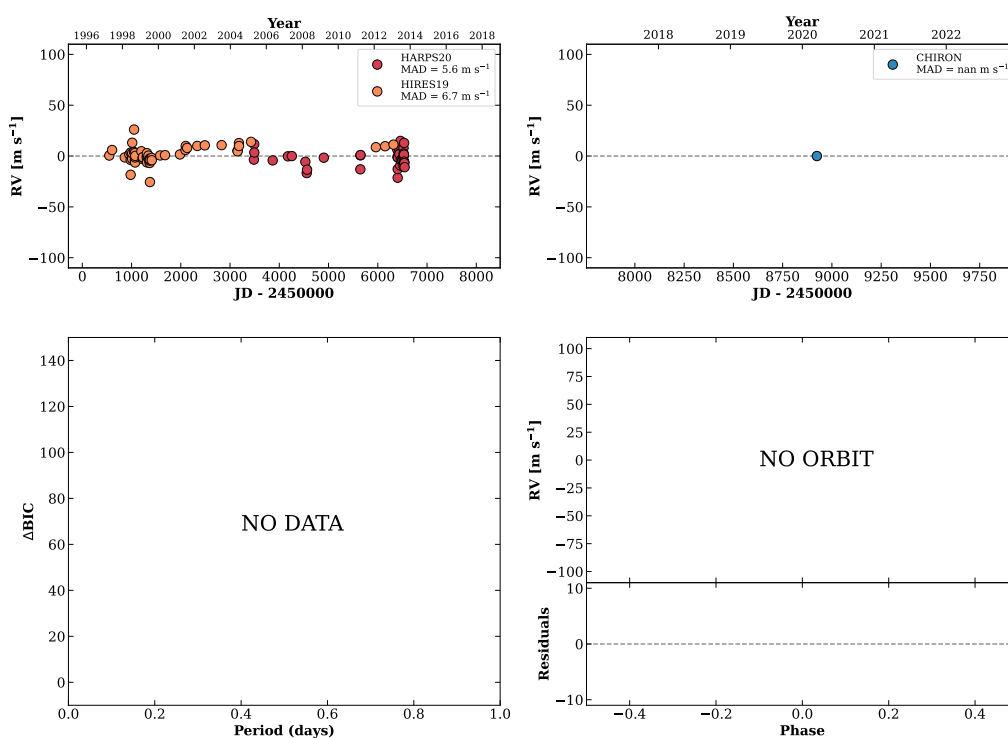 Year
1996 1998 2000 2002 2004 2006 2008 2010 2012 2014 2016 2018
HARPS20
MAD = 5.6 m s⁻¹
HIRES19
MAD = 6.7 m s⁻¹
RV [m s⁻¹]
100
50
0
−50
−100
0 1000 2000 3000 4000 5000 6000 7000 8000
JD - 2450000
Year
2018 2019 2020 2021 2022
CHIRON
MAD = nan m s⁻¹
RV [m s⁻¹]
100
50
0
−50
−100
8000 8250 8500 8750 9000 9250 9500 9750
JD - 2450000
ΔBIC
140
120
100
80
60
40
20
0
NO DATA
0.0 0.2 0.4 0.6 0.8 1.0
Period (days)
RV [m s⁻¹]
100
75
50
25
0
−25
−50
−75
−100
NO ORBIT
Residuals
10
0
−10
−0.4 −0.2 0.0 0.2 0.4
Phase